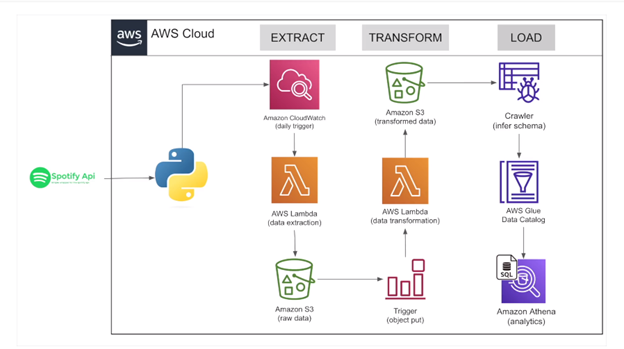 aws
AWS Cloud
EXTRACT
TRANSFORM
LOAD
Spotify Api
Amazon CloudWatch
(daily trigger)
AWS Lambda
(data extraction)
Amazon S3
(raw data)
Amazon S3
(transformed data)
AWS Lambda
(data transformation)
Trigger
(object put)
Crawler
(infer schema)
AWS Glue
Data Catalog
SQL
Amazon Athena
(analytics)